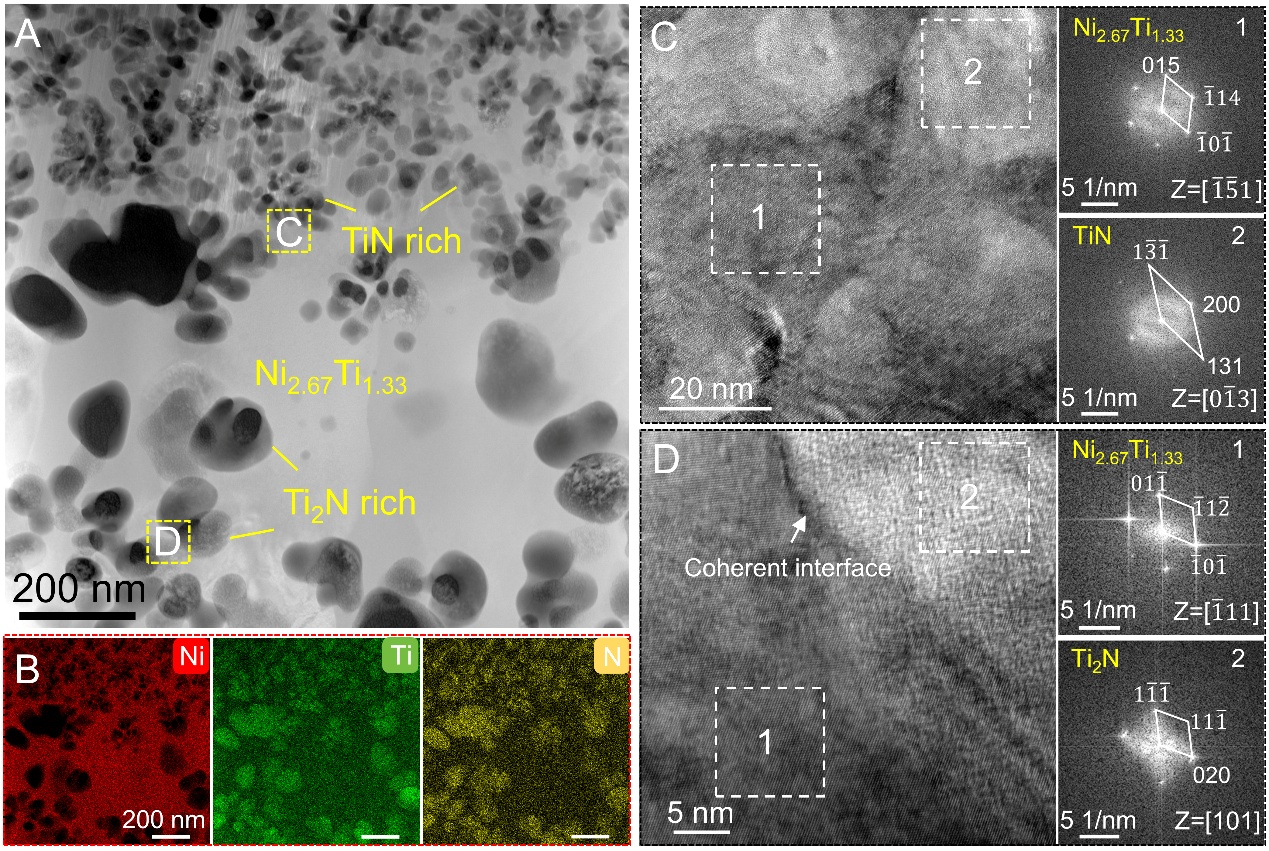 A
C
TiN rich
Ni₂.₆₇Ti₁.₃₃
Ti₂N rich
D
200 nm
B
Ni
Ti
N
200 nm
C
2
1
20 nm
Ni₂.₆₇Ti₁.₃₃ 1
015
1̅14
1̅01̅
5 1/nm Z=[1̅5̅1]
TiN 2
13̅1̅
200
131
5 1/nm Z=[01̅3]
D
2
Coherent interface
1
5 nm
Ni₂.₆₇Ti₁.₃₃ 1
011̅
1̅12̅
1̅01̅
5 1/nm Z=[1̅11]
Ti₂N 2
11̅1̅
111̅
020
5 1/nm Z=[101]